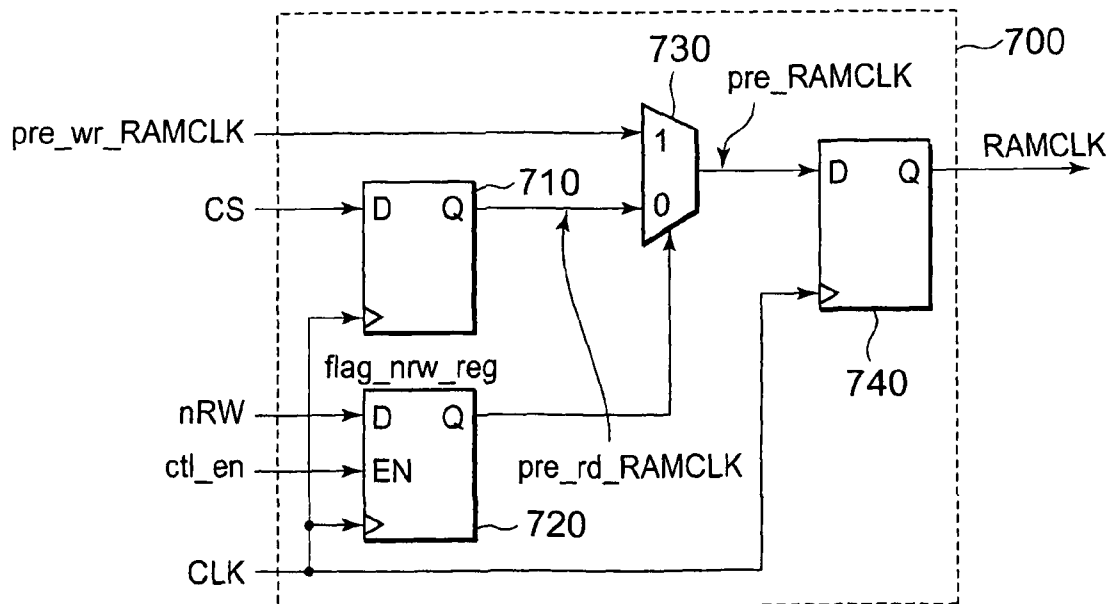 700
730
pre_RAMCLK
pre_wr_RAMCLK
1
RAMCLK
D Q
710
CS
D Q
0
740
flag_nrw_reg
nRW
D Q
pre_rd_RAMCLK
ctl_en
EN
720
CLK